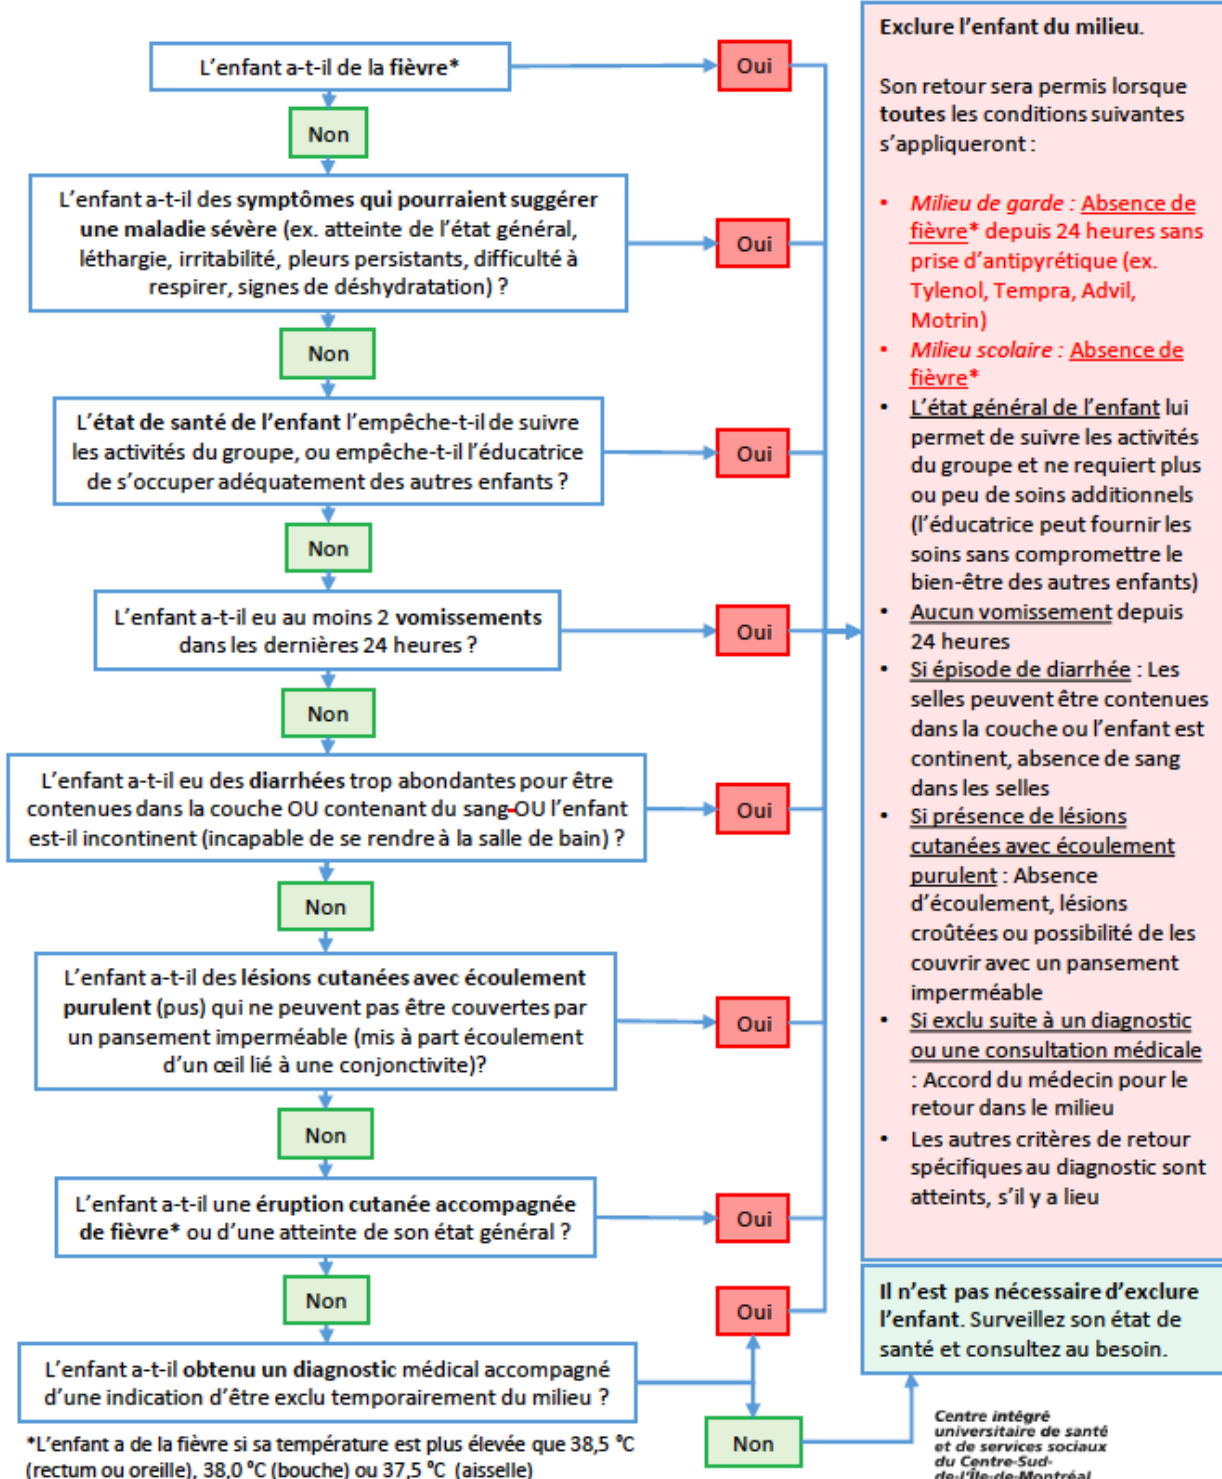 L'enfant a-t-il de la fièvre*
Oui
Non
L'enfant a-t-il des symptômes qui pourraient suggérer
une maladie sévère (ex. atteinte de l'état général,
léthargie, irritabilité, pleurs persistants, difficulté à
respirer, signes de déshydratation) ?
Oui
Non
L'état de santé de l'enfant l'empêche-t-il de suivre
les activités du groupe, ou empêche-t-il l'éducatrice
de s'occuper adéquatement des autres enfants ?
Oui
Non
L'enfant a-t-il eu au moins 2 vomissements
dans les dernières 24 heures ?
Oui
Non
L'enfant a-t-il eu des diarrhées trop abondantes pour être
contenues dans la couche OU contenant du sang-OU l'enfant
est-il incontinent (incapable de se rendre à la salle de bain) ?
Oui
Non
L'enfant a-t-il des lésions cutanées avec écoulement
purulent (pus) qui ne peuvent pas être couvertes par
un pansement imperméable (mis à part écoulement
d'un œil lié à une conjonctivite)?
Oui
Non
L'enfant a-t-il une éruption cutanée accompagnée
de fièvre* ou d'une atteinte de son état général ?
Oui
Non
L'enfant a-t-il obtenu un diagnostic médical accompagné
d'une indication d'être exclu temporairement du milieu ?
Oui
Non
*L'enfant a de la fièvre si sa température est plus élevée que 38,5 °C
(rectum ou oreille), 38,0 °C (bouche) ou 37,5 °C (aisselle)
Exclure l'enfant du milieu.
Son retour sera permis lorsque
toutes les conditions suivantes
s'appliqueront :
• Milieu de garde : Absence de
fièvre* depuis 24 heures sans
prise d'antipyrétique (ex.
Tylenol, Tempra, Advil,
Motrin)
• Milieu scolaire : Absence de
fièvre*
• L'état général de l'enfant lui
permet de suivre les activités
du groupe et ne requiert plus
ou peu de soins additionnels
(l'éducatrice peut fournir les
soins sans compromettre le
bien-être des autres enfants)
• Aucun vomissement depuis
24 heures
• Si épisode de diarrhée : Les
selles peuvent être contenues
dans la couche ou l'enfant est
continent, absence de sang
dans les selles
• Si présence de lésions
cutanées avec écoulement
purulent : Absence
d'écoulement, lésions
croûtées ou possibilité de les
couvrir avec un pansement
imperméable
• Si exclu suite à un diagnostic
ou une consultation médicale
: Accord du médecin pour le
retour dans le milieu
• Les autres critères de retour
spécifiques au diagnostic sont
atteints, s'il y a lieu
Il n'est pas nécessaire d'exclure
l'enfant. Surveillez son état de
santé et consultez au besoin.
Centre intégré
universitaire de santé
et de services sociaux
du Centre-Sud-
de-l'Île-de-Montréal